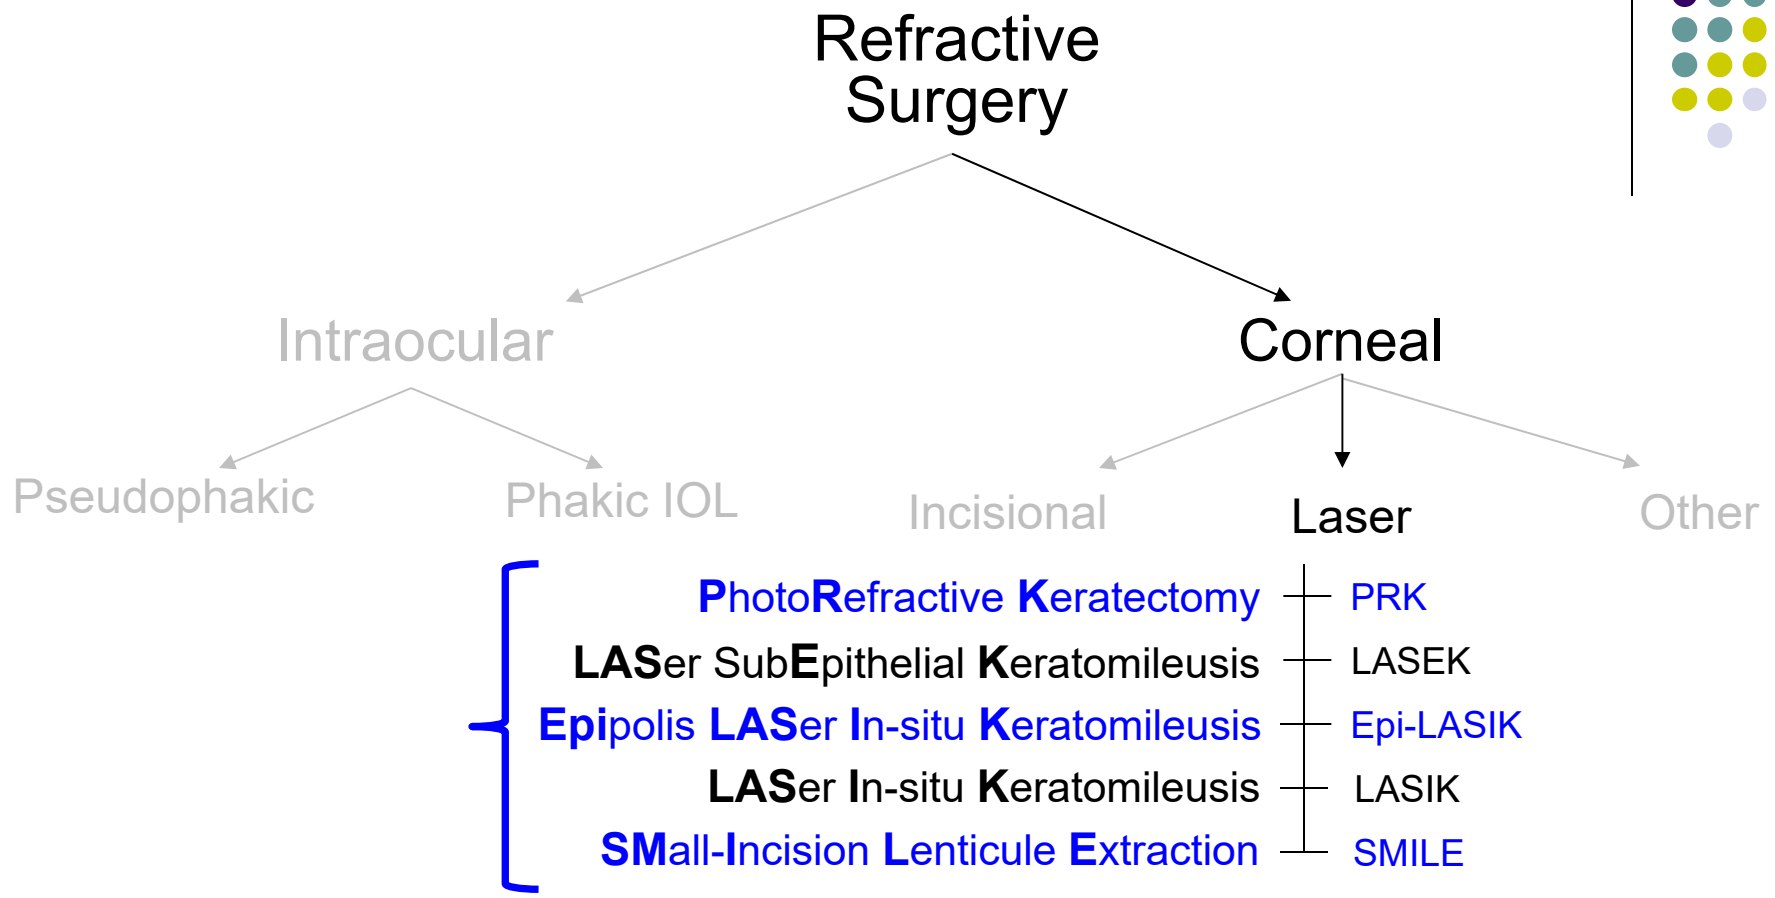 Refractive
Surgery
Intraocular
Corneal
Pseudophakic
Phakic IOL
Incisional
Laser
Other
PhotoRefractive Keratectomy PRK
LASer SubEpithelial Keratomileusis LASEK
Epipolis LASer In-situ Keratomileusis Epi-LASIK
LASer In-situ Keratomileusis LASIK
SMall-Incision Lenticule Extraction SMILE